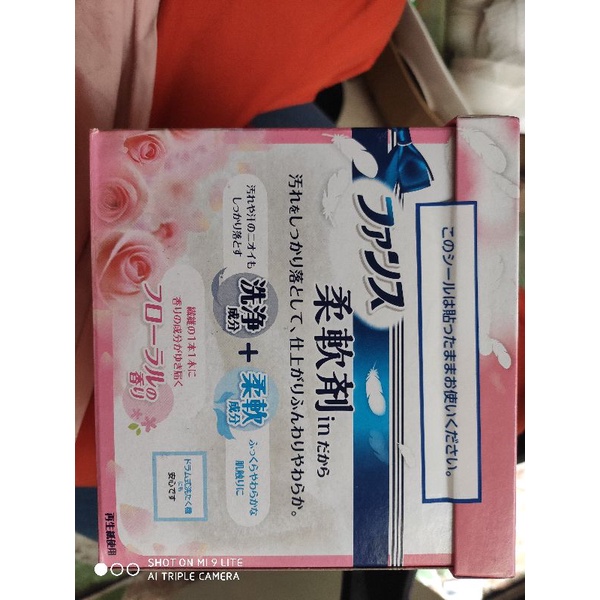 このシールは貼ったままお使いください。
ファンス
柔軟剤inだから
汚れをしっかり落として、仕上がりふんわりやわらか。
汚れや汁のニオイも
しっかり落とす
洗浄
成分
+
柔軟
成分
ふっくらやわらかな
肌触りに
繊維の1本1本に
香りの成分がゆき届く
フローラルの
香り
ドラム式洗たく機
にも
安心です
再生紙使用
SHOT ON MI 9 LITE
AI TRIPLE CAMERA